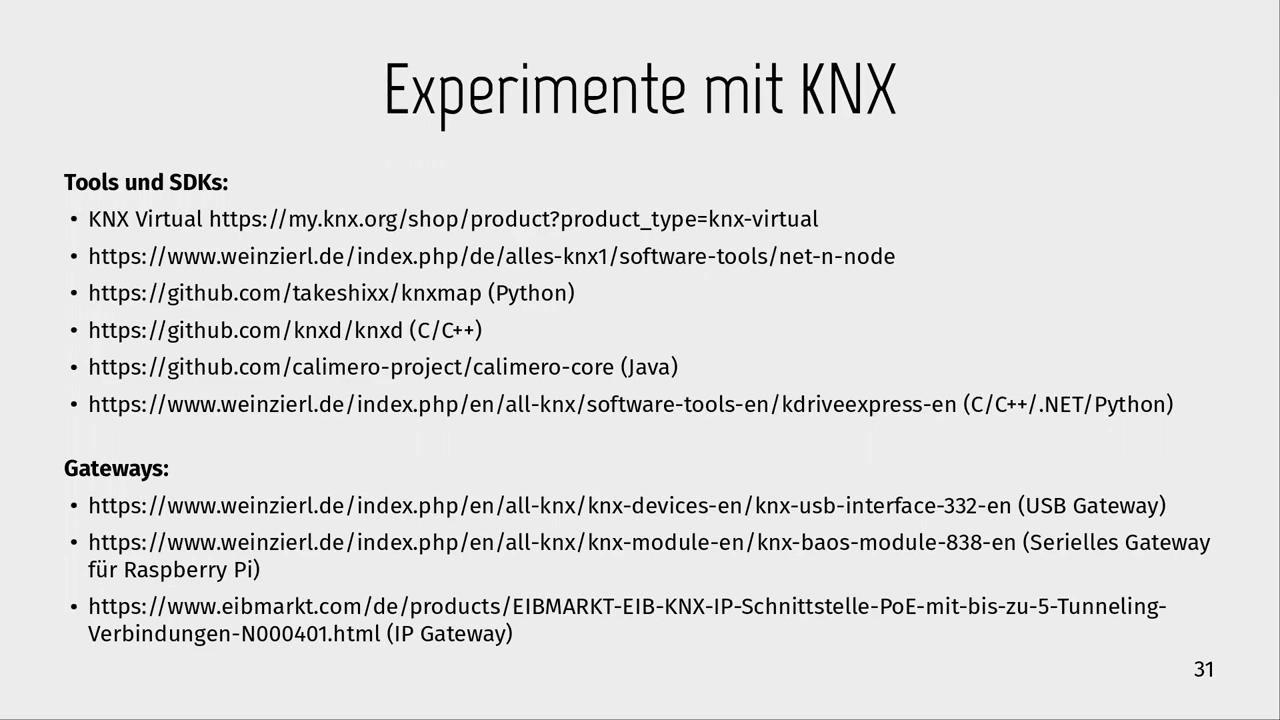 Experimente mit KNX
Tools und SDKs:
• KNX Virtual https://my.knx.org/shop/product?product_type=knx-virtual
• https://www.weinzierl.de/index.php/de/alles-knx1/software-tools/net-n-node
• https://github.com/takeshixx/knxmap (Python)
• https://github.com/knxd/knxd (C/C++)
• https://github.com/calimero-project/calimero-core (Java)
• https://www.weinzierl.de/index.php/en/all-knx/software-tools-en/kdriveexpress-en (C/C++/.NET/Python)
Gateways:
• https://www.weinzierl.de/index.php/en/all-knx/knx-devices-en/knx-usb-interface-332-en (USB Gateway)
• https://www.weinzierl.de/index.php/en/all-knx/knx-module-en/knx-baos-module-838-en (Serielles Gateway
für Raspberry Pi)
• https://www.eibmarkt.com/de/products/EIBMARKT-EIB-KNX-IP-Schnittstelle-PoE-mit-bis-zu-5-Tunneling-
Verbindungen-N000401.html (IP Gateway)
31